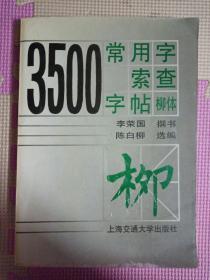 3500
常用字
索查
字帖 柳体
李荣国 撰书
陈白柳 选编
柳
上海交通大学出版社